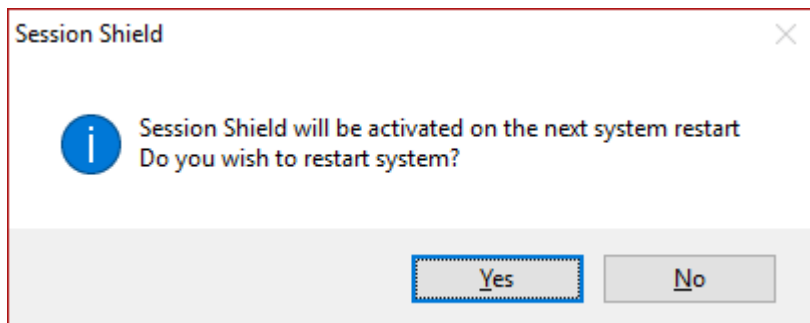 Session Shield
Session Shield will be activated on the next system restart
Do you wish to restart system?
Yes
No